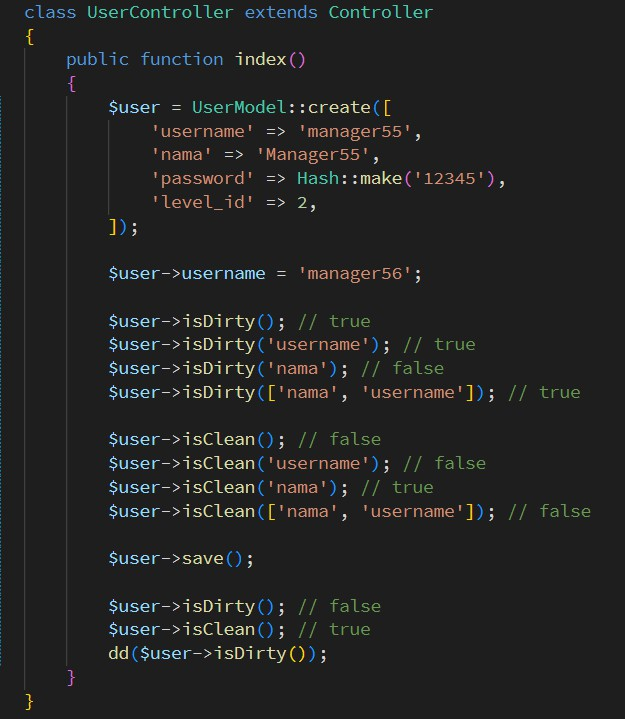 class UserController extends Controller
{
    public function index()
    {
        $user = UserModel::create([
            'username' => 'manager55',
            'nama' => 'Manager55',
            'password' => Hash::make('12345'),
            'level_id' => 2,
        ]);

        $user->username = 'manager56';

        $user->isDirty(); // true
        $user->isDirty('username'); // true
        $user->isDirty('nama'); // false
        $user->isDirty(['nama', 'username']); // true

        $user->isClean(); // false
        $user->isClean('username'); // false
        $user->isClean('nama'); // true
        $user->isClean(['nama', 'username']); // false

        $user->save();

        $user->isDirty(); // false
        $user->isClean(); // true
        dd($user->isDirty());
    }
}